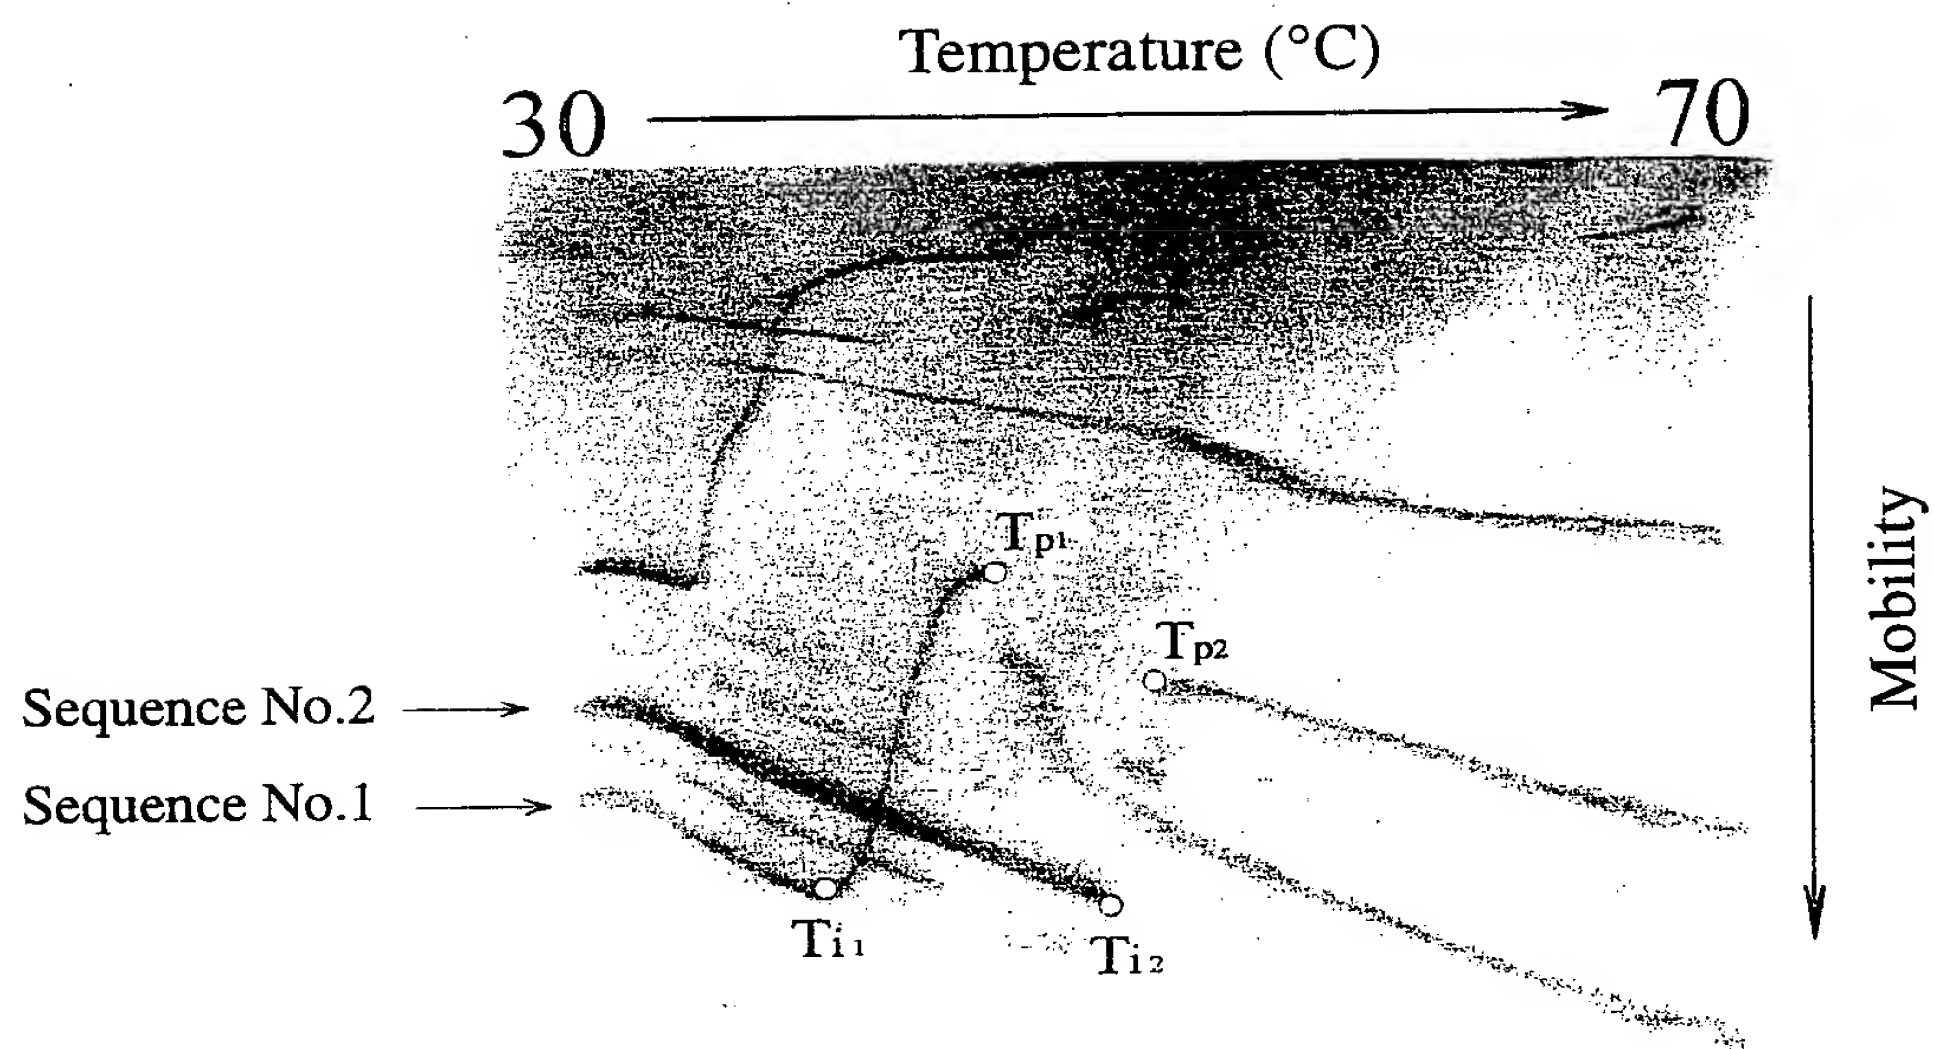 Temperature (°C)
30 70
Tp1
Tp2
Sequence No.2
Sequence No.1
Ti1
Ti2
Mobility